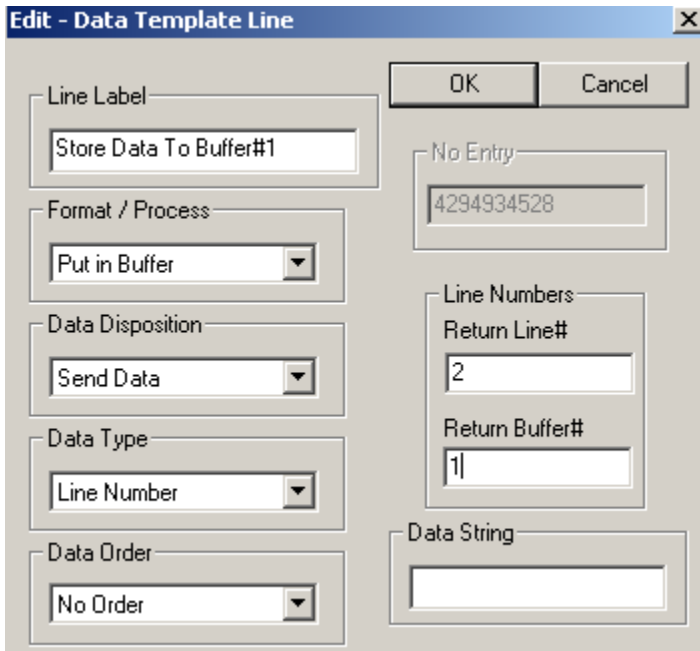 Edit - Data Template Line
OK
Cancel
Line Label
Store Data To Buffer#1
No Entry
4294934528
Format / Process
Put in Buffer
Line Numbers
Return Line#
2
Data Disposition
Send Data
Return Buffer#
1
Data Type
Line Number
Data String
Data Order
No Order